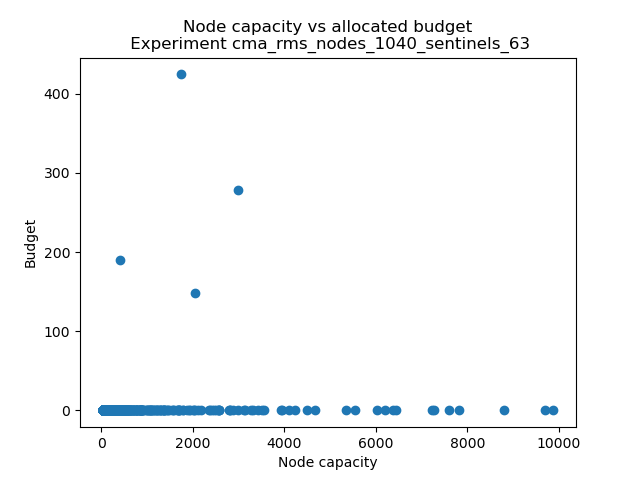 Node capacity vs allocated budget
Experiment cma_rms_nodes_1040_sentinels_63
Budget
400
300
200
100
0
0 2000 4000 6000 8000 10000
Node capacity